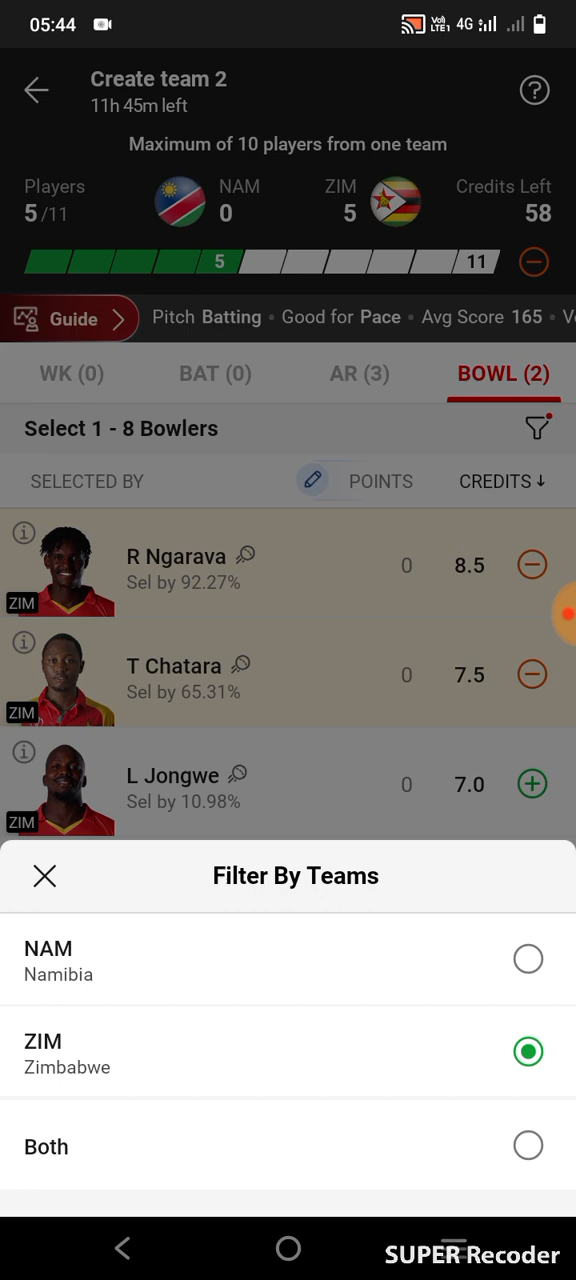 05:44
Vo) LTE1 4G
Create team 2
11h 45m left
?
Maximum of 10 players from one team
Players NAM ZIM Credits Left
5/11 0 5 58
5 11
Guide Pitch Batting • Good for Pace • Avg Score 165 •
WK (0) BAT (0) AR (3) BOWL (2)
Select 1 - 8 Bowlers
SELECTED BY POINTS CREDITS↓
R Ngarava 0 8.5
Sel by 92.27%
ZIM
T Chatara 0 7.5
Sel by 65.31%
ZIM
L Jongwe 0 7.0
Sel by 10.98%
ZIM
Filter By Teams
NAM
Namibia
ZIM
Zimbabwe
Both
SUPER Recoder